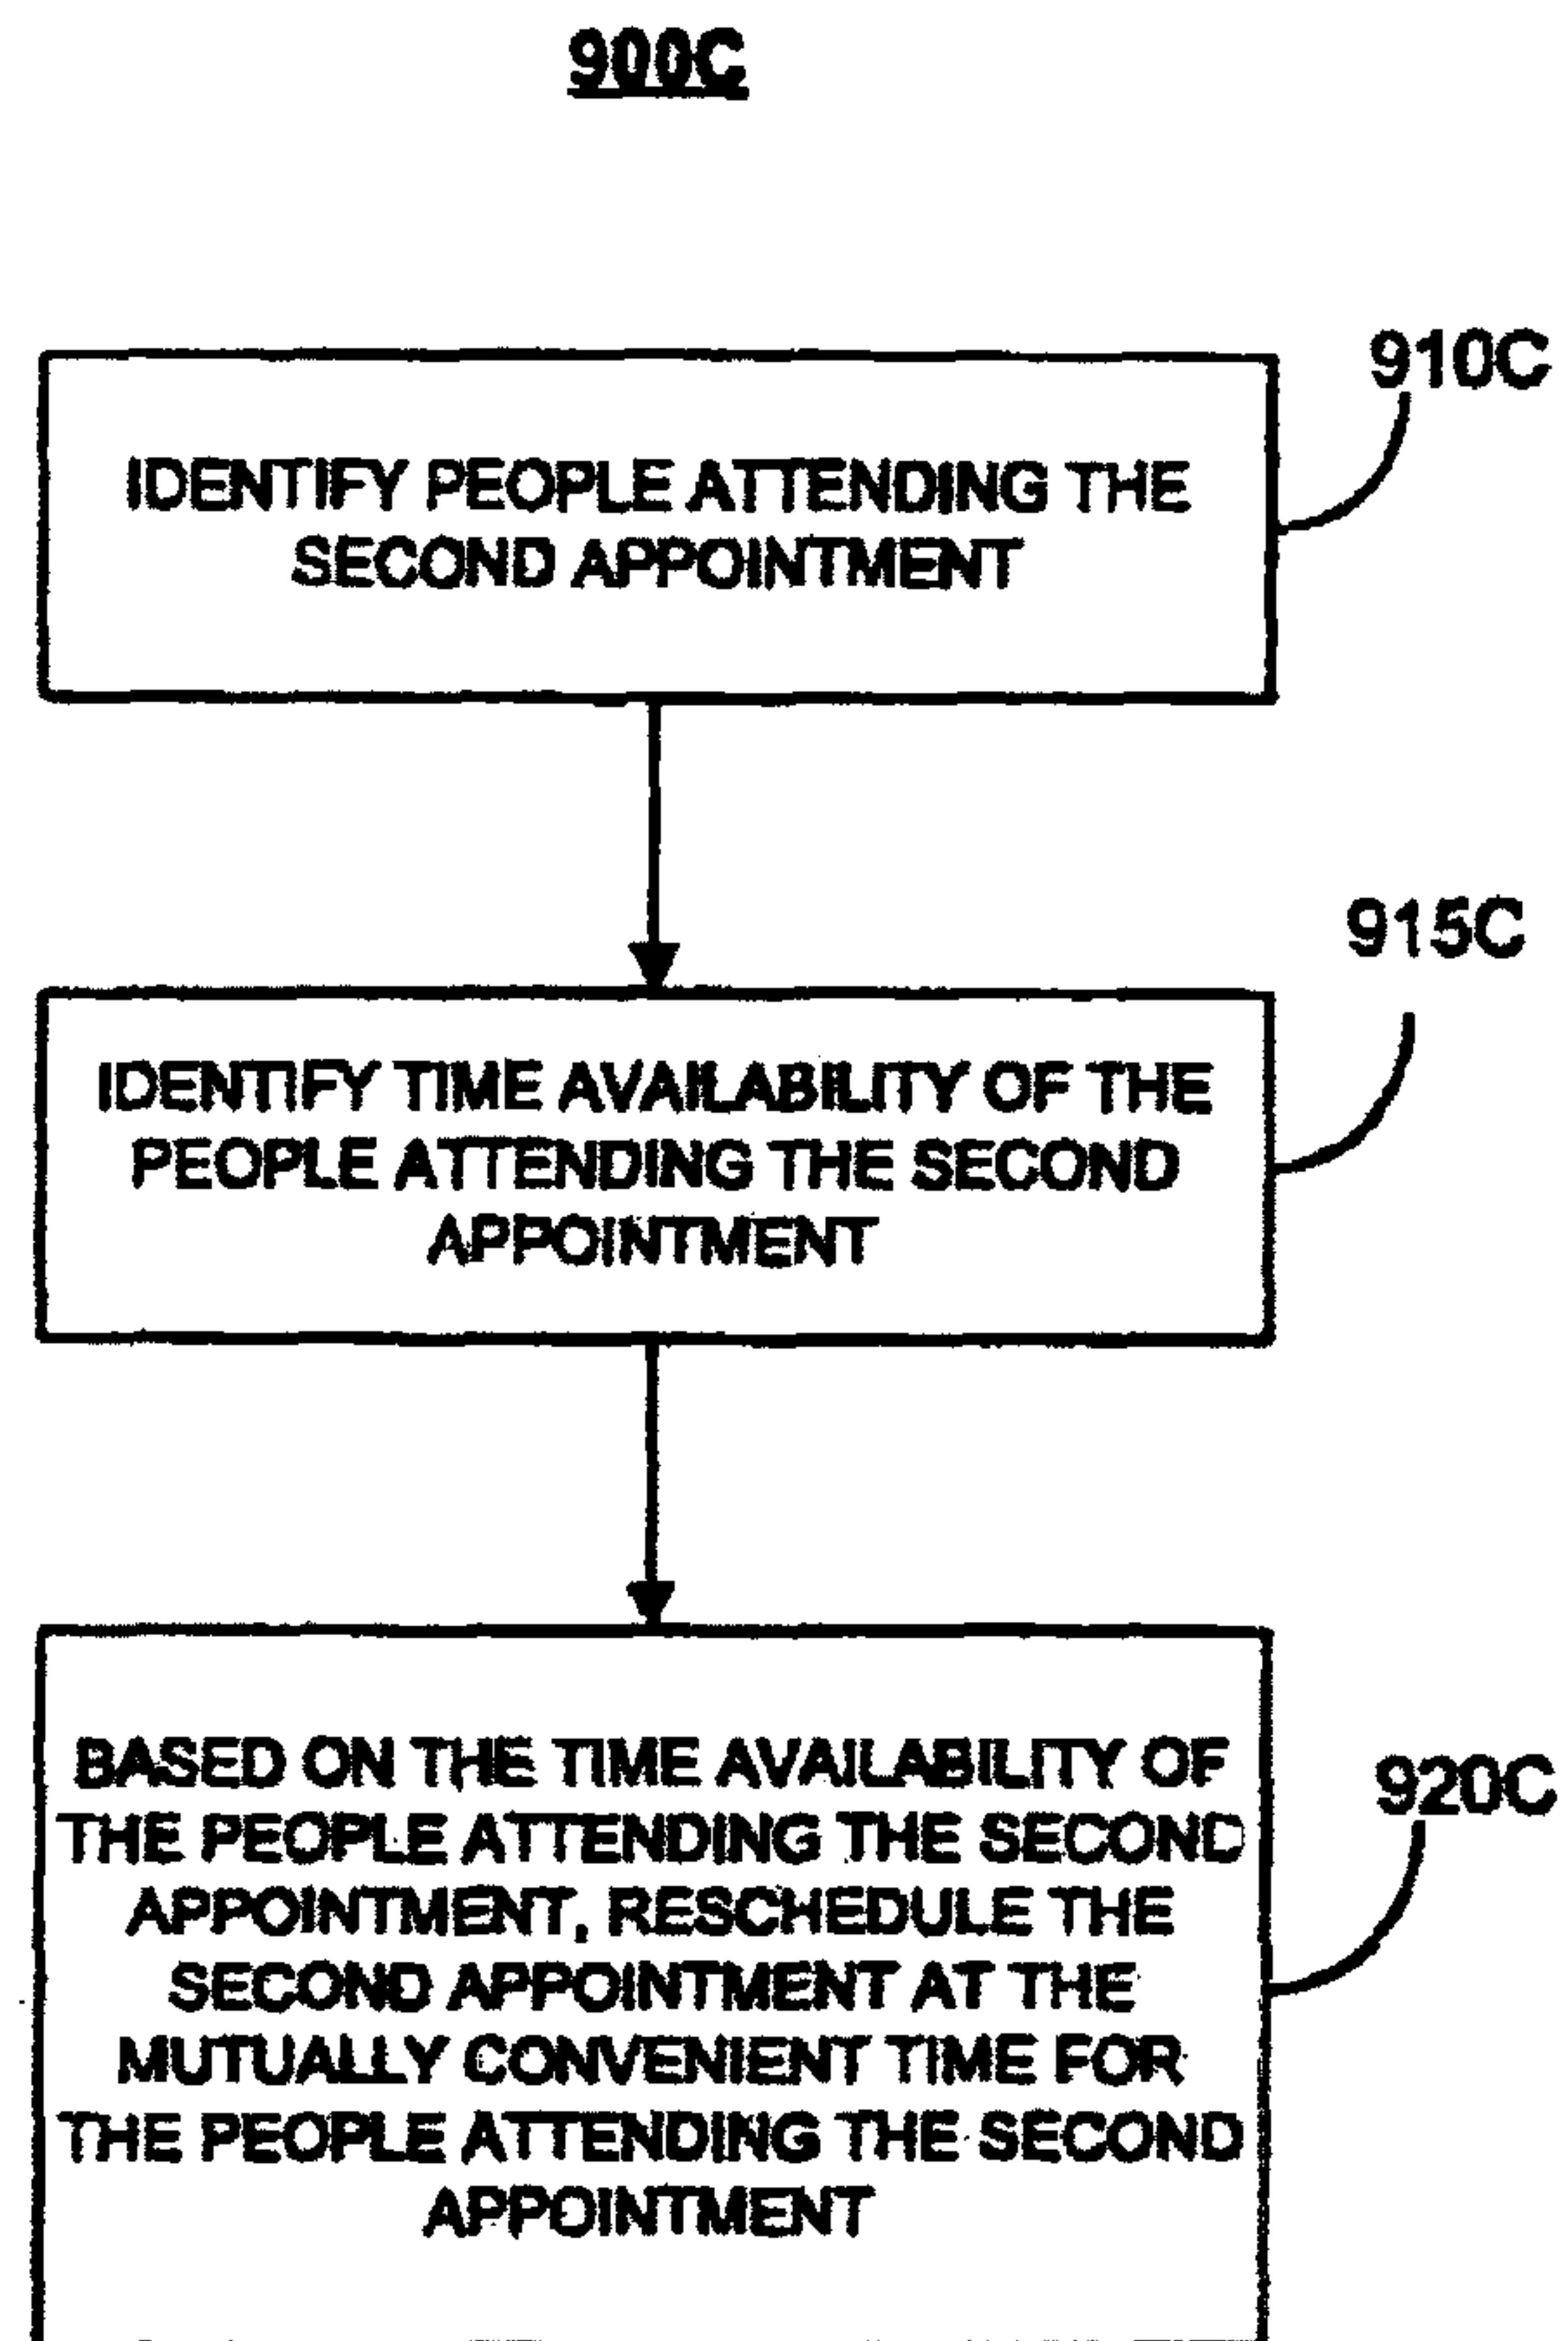 900C
910C
IDENTIFY PEOPLE ATTENDING THE
SECOND APPOINTMENT
915C
IDENTIFY TIME AVAILABILITY OF THE
PEOPLE ATTENDING THE SECOND
APPOINTMENT
BASED ON THE TIME AVAILABILITY OF
THE PEOPLE ATTENDING THE SECOND
APPOINTMENT, RESCHEDULE THE
SECOND APPOINTMENT AT THE
MUTUALLY CONVENIENT TIME FOR
THE PEOPLE ATTENDING THE SECOND
APPOINTMENT
920C